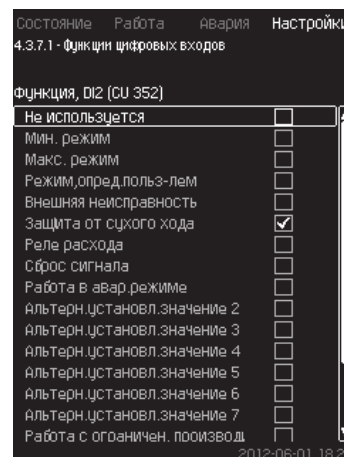 Состояние Работа Авария Настройки
4.3.7.1 - Функции цифровых входов
Функция, DI2 (CU 352)
Не используется
Мин. режим
Макс. режим
Режим,опред.польз-лем
Внешняя неисправность
Защита от сухого хода
Реле расхода
Сброс сигнала
Работа в авар.режиме
Альтерн.установл.значение 2
Альтерн.установл.значение 3
Альтерн.установл.значение 4
Альтерн.установл.значение 5
Альтерн.установл.значение 6
Альтерн.установл.значение 7
Работа с ограничен. производ
2012-06-01 18:2